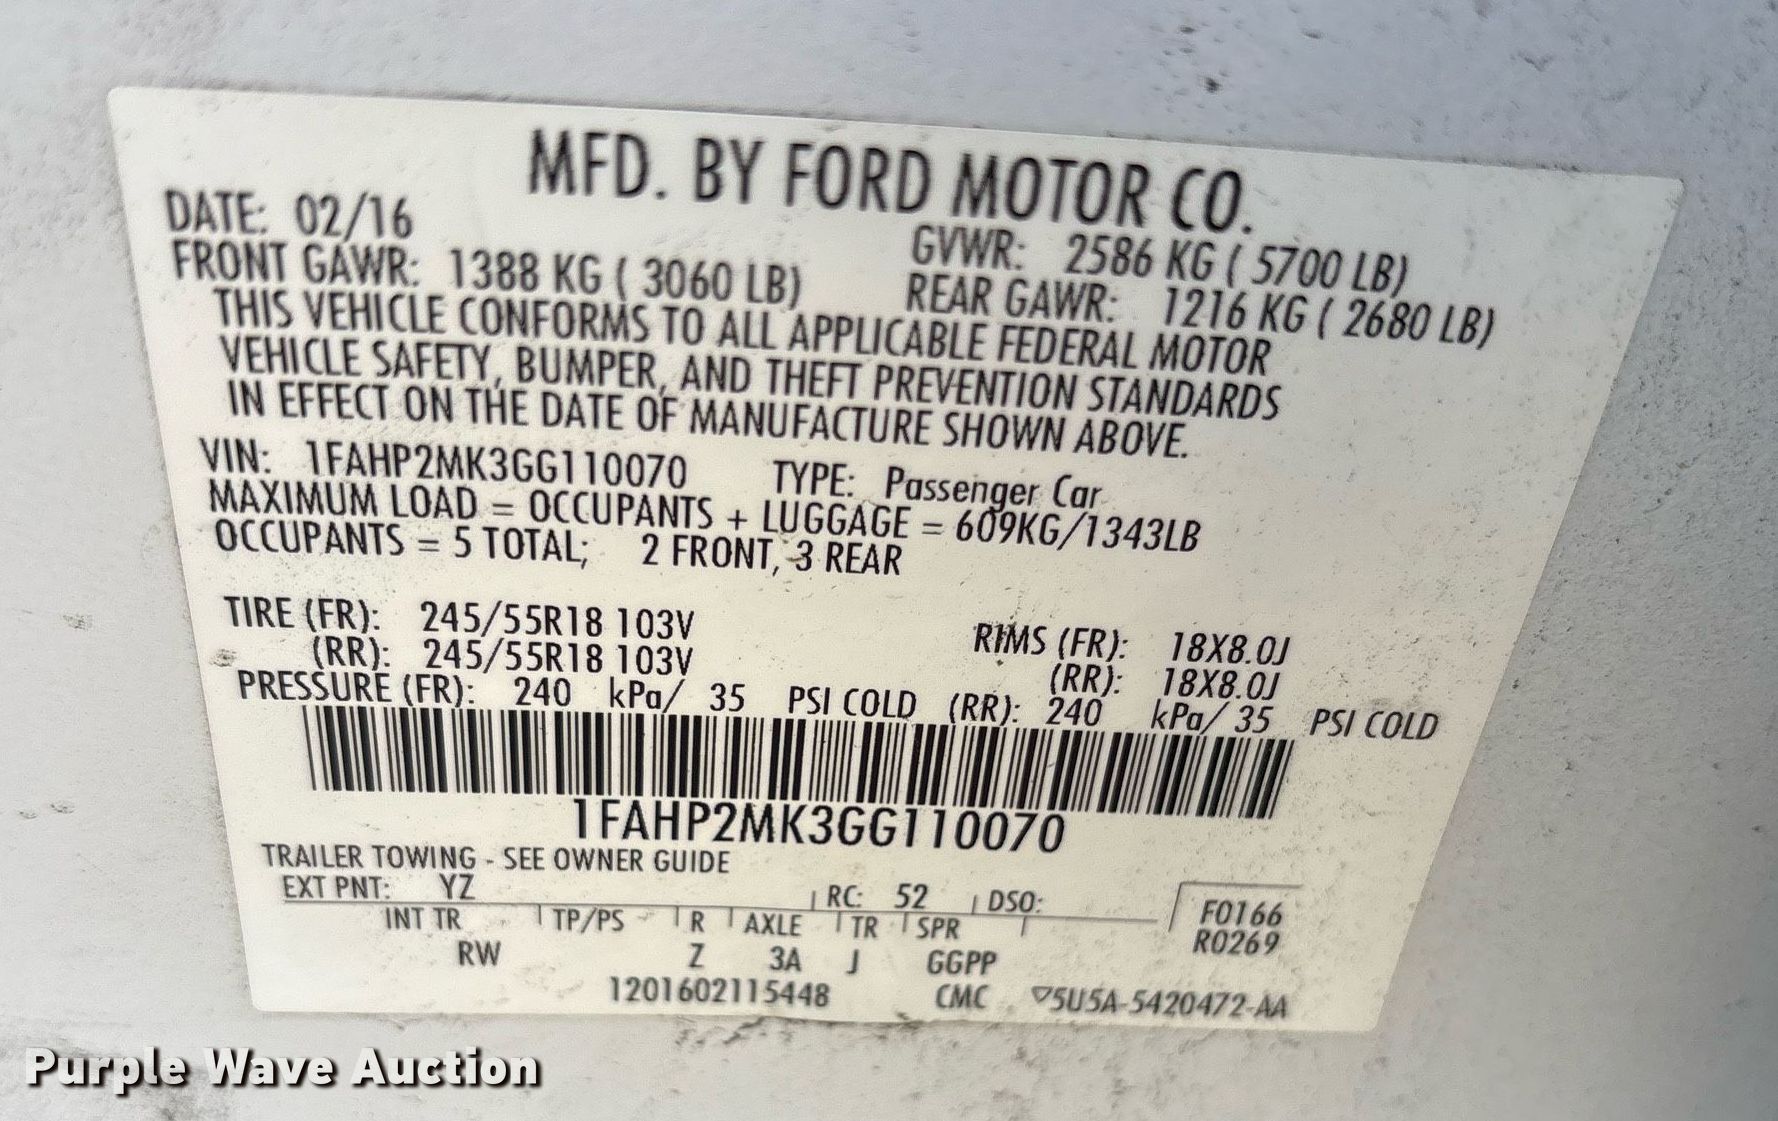 MFD. BY FORD MOTOR CO.
DATE: 02/16
GVWR: 2586 KG ( 5700 LB)
FRONT GAWR: 1388 KG ( 3060 LB)
REAR GAWR: 1216 KG ( 2680 LB)
THIS VEHICLE CONFORMS TO ALL APPLICABLE FEDERAL MOTOR
VEHICLE SAFETY, BUMPER, AND THEFT PREVENTION STANDARDS
IN EFFECT ON THE DATE OF MANUFACTURE SHOWN ABOVE.
VIN: 1FAHP2MK3GG110070 TYPE: Passenger Car
MAXIMUM LOAD = OCCUPANTS + LUGGAGE = 609KG/1343LB
OCCUPANTS = 5 TOTAL; 2 FRONT, 3 REAR
TIRE (FR): 245/55R18 103V RIMS (FR): 18X8.0J
(RR): 245/55R18 103V (RR): 18X8.0J
PRESSURE (FR): 240 kPa/ 35 PSI COLD (RR): 240 kPa/ 35 PSI COLD
1FAHP2MK3GG110070
TRAILER TOWING - SEE OWNER GUIDE
EXT PNT: YZ RC: 52 DSO:
F0166
INT TR TP/PS R AXLE TR SPR
R0269
RW Z 3A J GGPP
1201602115448 CMC ▽5U5A-5420472-AA
Purple Wave Auction